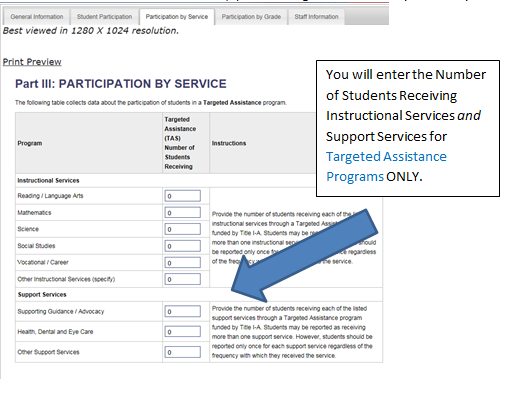 General Information Student Participation Participation by Service Participation by Grade Staff Information
Best viewed in 1280 X 1024 resolution.
Print Preview
Part III: PARTICIPATION BY SERVICE
The following table collects data about the participation of students in a Targeted Assistance program.
Program
Targeted
Assistance
(TAS)
Number of
Students
Receiving
Instructions
Instructional Services
Reading / Language Arts 0
Mathematics 0
Science 0
Social Studies 0
Vocational / Career 0
Other Instructional Services (specify) 0
Provide the number of students receiving each of the listed
instructional services through a Targeted
funded by Title I-A. Students may be
more than one instructional should
be reported only once regardless
of the the service.
Support Services
Supporting Guidance / Advocacy 0
Health, Dental and Eye Care 0
Other Support Services 0
Provide the number of students receiving each of the listed
support services through a Targeted Assistance program
funded by Title I-A. Students may be reported as receiving
more than one support service. However, students should be
reported only once for each support service regardless of the
frequency with which they received the service.
You will enter the Number
of Students Receiving
Instructional Services and
Support Services for
Targeted Assistance
Programs ONLY.